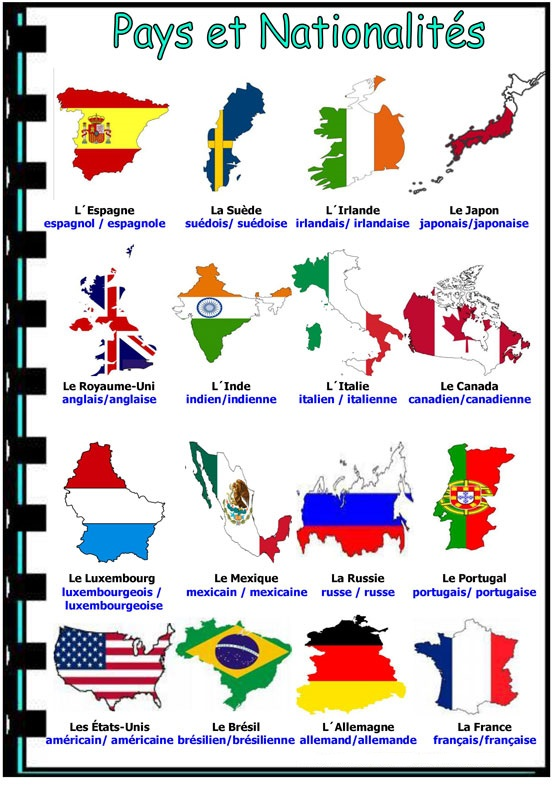 Pays et Nationalités
L´Espagne
espagnol / espagnole
La Suède
suédois/ suédoise
L´Irlande
irlandais/ irlandaise
Le Japon
japonais/japonaise
Le Royaume-Uni
anglais/anglaise
L´Inde
indien/indienne
L´Italie
italien / italienne
Le Canada
canadien/canadienne
Le Luxembourg
luxembourgeois /
luxembourgeoise
Le Mexique
mexicain / mexicaine
La Russie
russe / russe
Le Portugal
portugais/ portugaise
Les États-Unis
américain/ américaine
Le Brésil
brésilien/brésilienne
L´Allemagne
allemand/allemande
La France
français/française